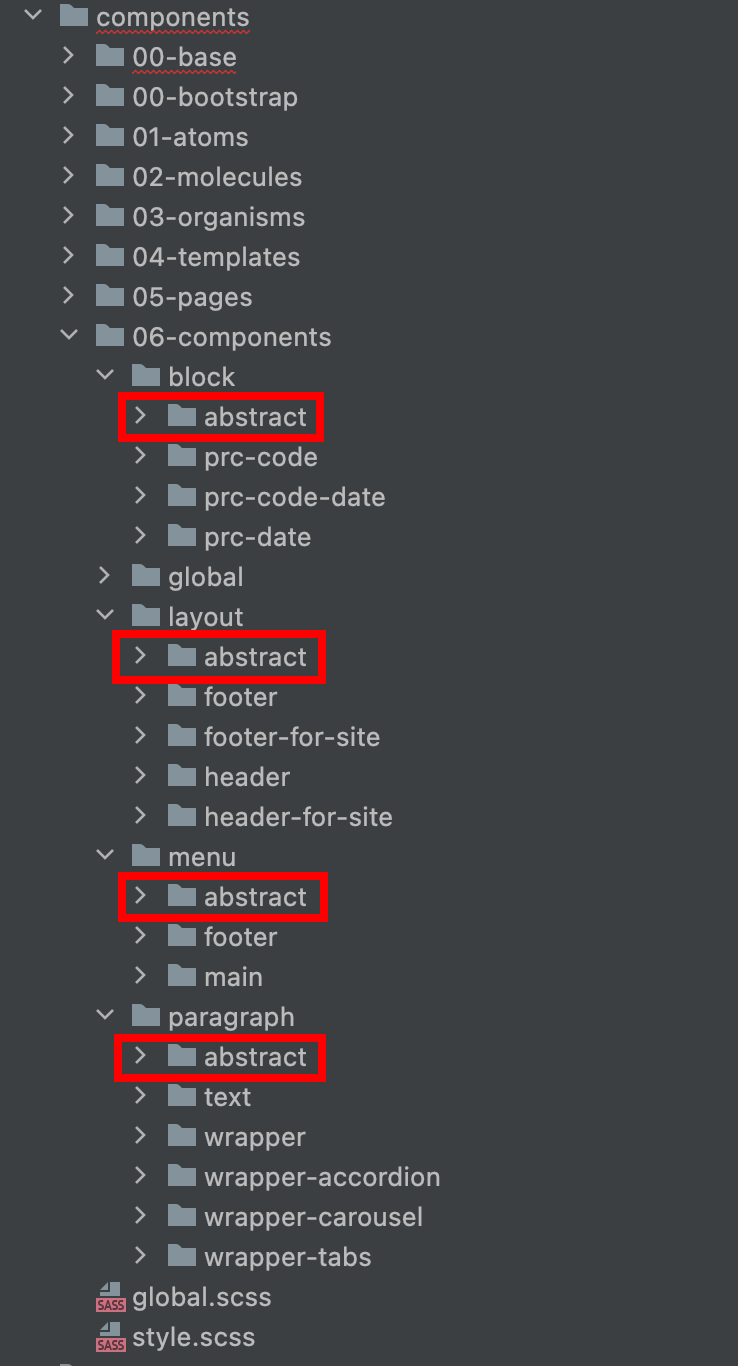 components
00-base
00-bootstrap
01-atoms
02-molecules
03-organisms
04-templates
05-pages
06-components
block
abstract
prc-code
prc-code-date
prc-date
global
layout
abstract
footer
footer-for-site
header
header-for-site
menu
abstract
footer
main
paragraph
abstract
text
wrapper
wrapper-accordion
wrapper-carousel
wrapper-tabs
SASS global.scss
SASS style.scss